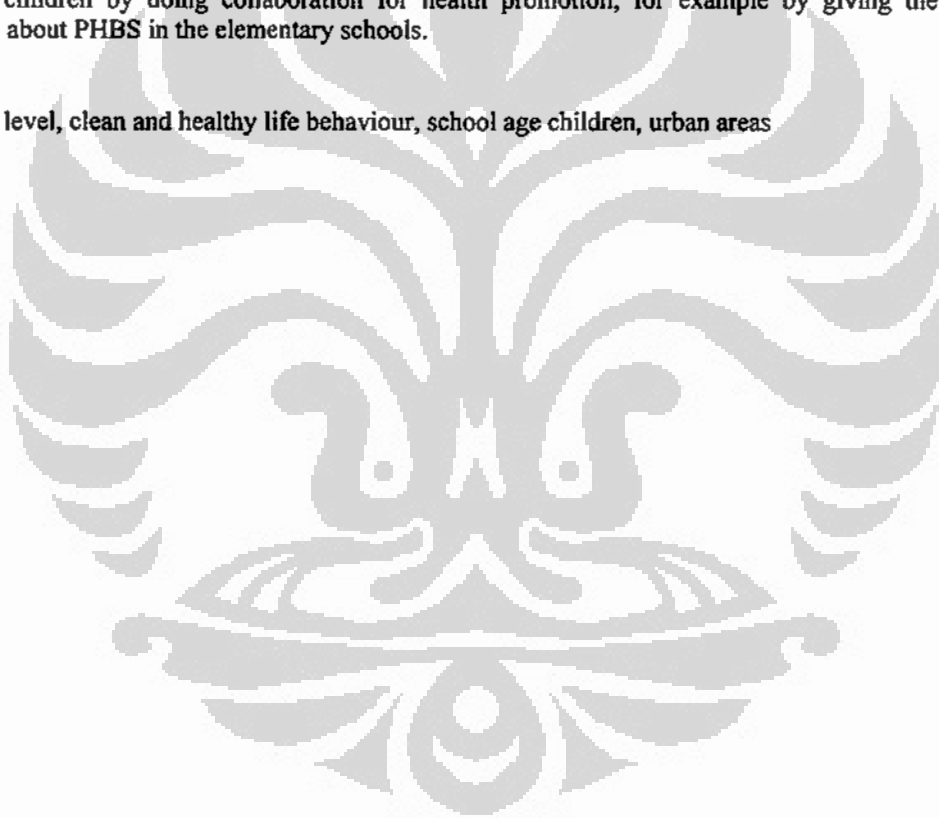 children by doing collaboration for health promotion, for example by giving
about PHBS in the elementary schools.
level, clean and healthy life behaviour, school age children, urban areas